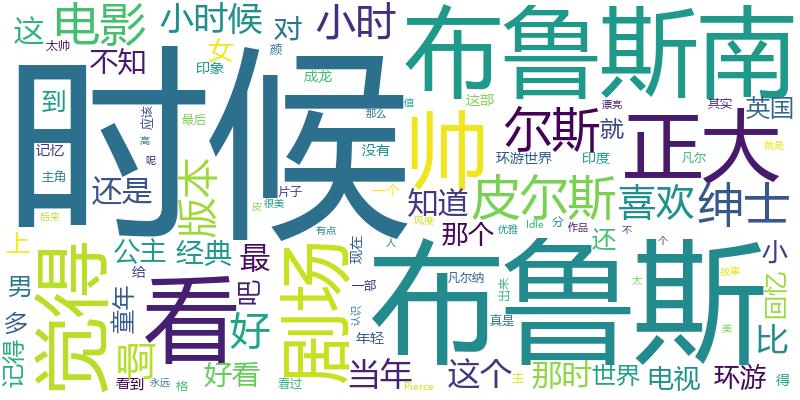 这 电影 小时候 对 小时 布鲁斯南
太帅 不知 女 颜
印象 成龙 这部 漂亮 其实 英国
到 时候 帅 尔斯 就 正大
记忆 应该 最后 那么 值
高 没有 环游世界 印度 凡尔 就是
主角 呢 片子 一个
还是 版本 很美 知道 皮尔斯 喜欢 绅士
后来 皮 有点 风度 优雅 Idle 分 作品 不
上 公主 经典 最 现在 人 那个 还 个 小
觉得 给 看 吧 剧场 一部 布鲁斯 凡尔纳 出来 太 故事 回忆
男 童年 真是 美
多 啊 好 年轻 比
记得 看到 好看 看过 当年 这个 那时 世界 电视 环游
永远 格 Pierce 主 得